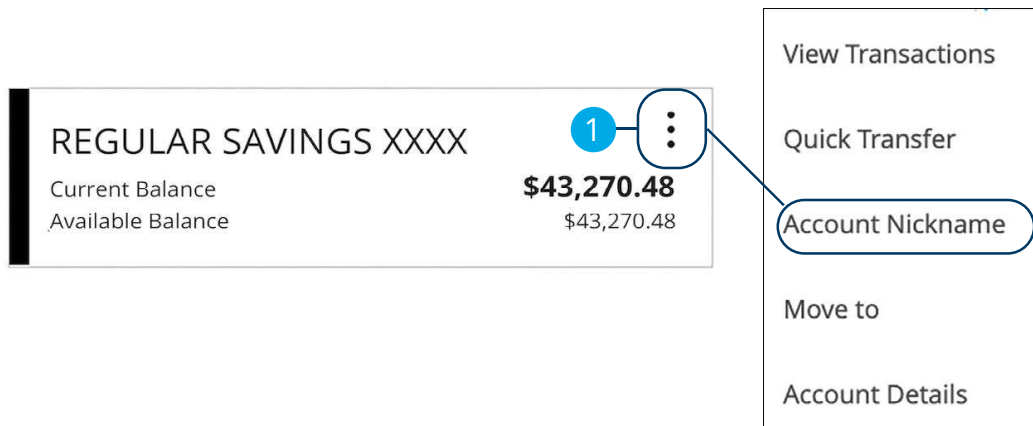 REGULAR SAVINGS XXXX
1
Current Balance $43,270.48
Available Balance $43,270.48
View Transactions
Quick Transfer
Account Nickname
Move to
Account Details